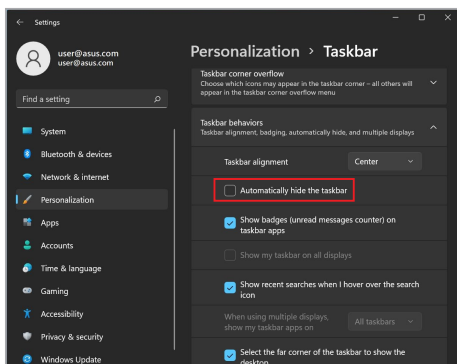 Settings
user@asus.com
user@asus.com
Find a setting
System
Bluetooth & devices
Network & internet
Personalization
Apps
Accounts
Time & language
Gaming
Accessibility
Privacy & security
Windows Update
Personalization > Taskbar
Taskbar corner overflow
Choose which icons may appear in the taskbar corner – all others will
appear in the taskbar corner overflow menu
Taskbar behaviors
Taskbar alignment, badging, automatically hide, and multiple displays
Taskbar alignment
Center
Automatically hide the taskbar
Show badges (unread messages counter) on
taskbar apps
Show my taskbar on all displays
Show recent searches when I hover over the search
icon
When using multiple displays,
show my taskbar apps on
All taskbars
Select the far corner of the taskbar to show the
desktop